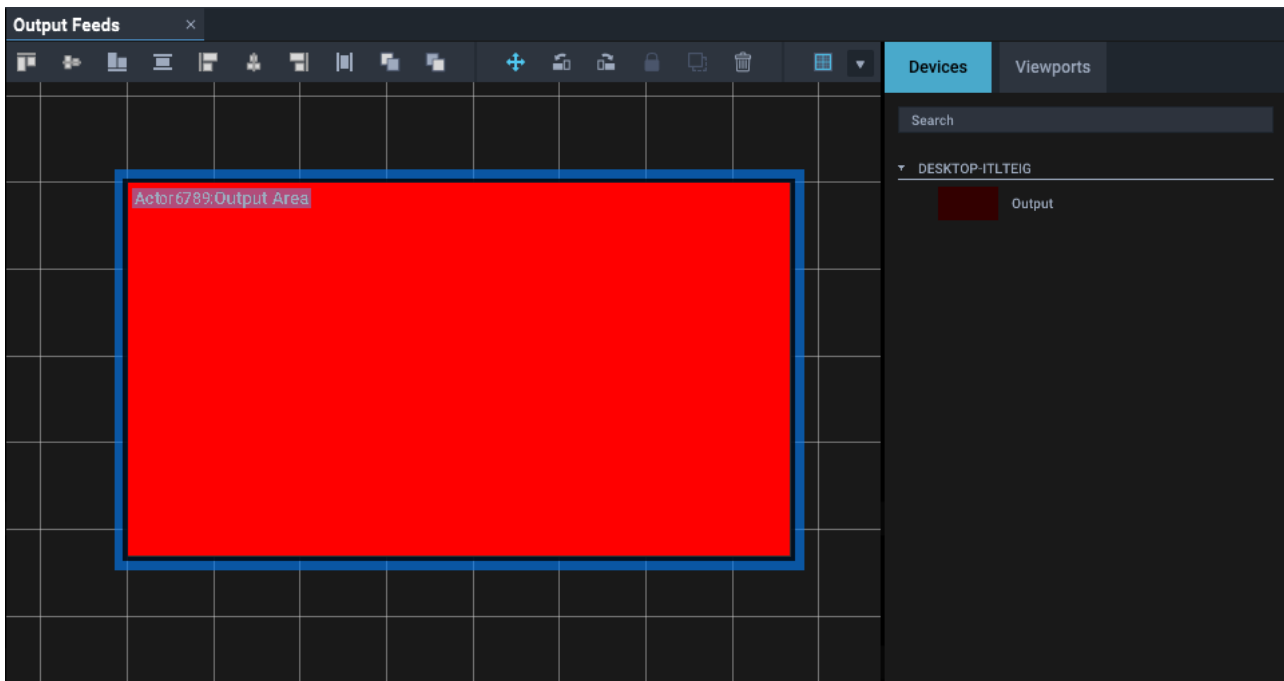 Output Feeds
Devices
Viewports
Search
DESKTOP-ITLTEIG
Output
Actor6789:Output Area